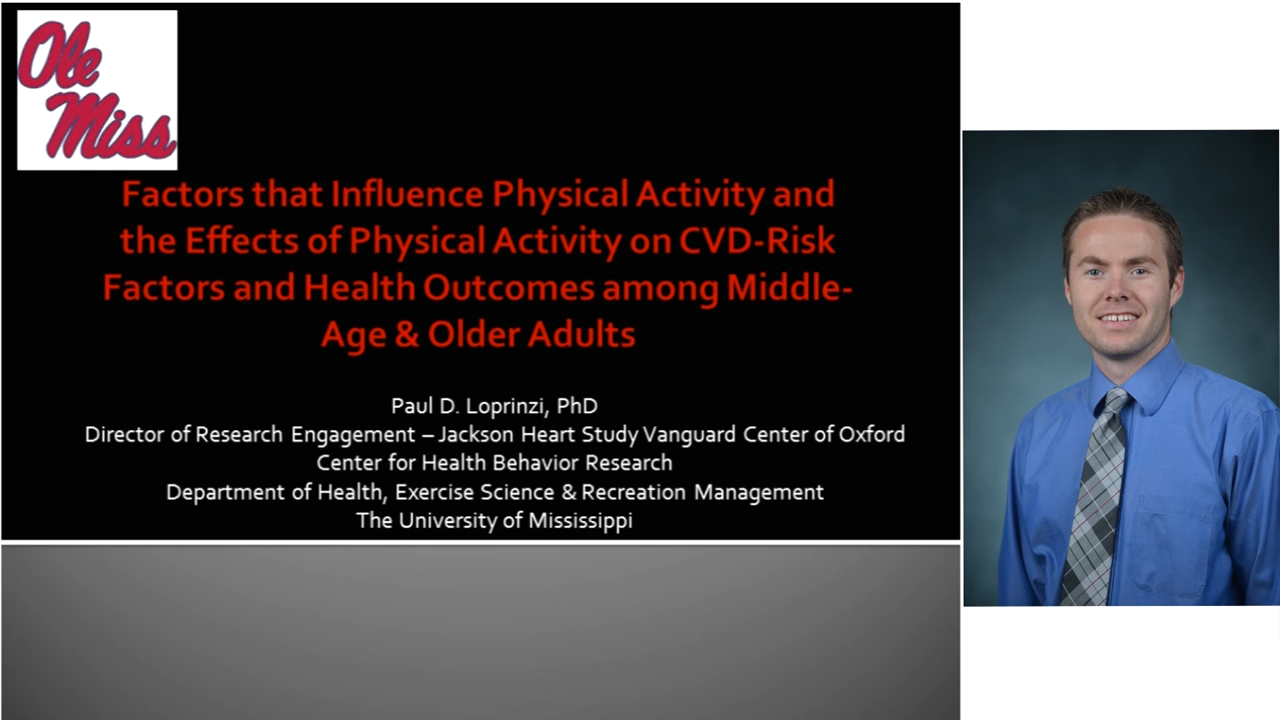 Ole
Miss
Factors that Influence Physical Activity and
the Effects of Physical Activity on CVD-Risk
Factors and Health Outcomes among Middle-
Age & Older Adults
Paul D. Loprinzi, PhD
Director of Research Engagement – Jackson Heart Study Vanguard Center of Oxford
Center for Health Behavior Research
Department of Health, Exercise Science & Recreation Management
The University of Mississippi